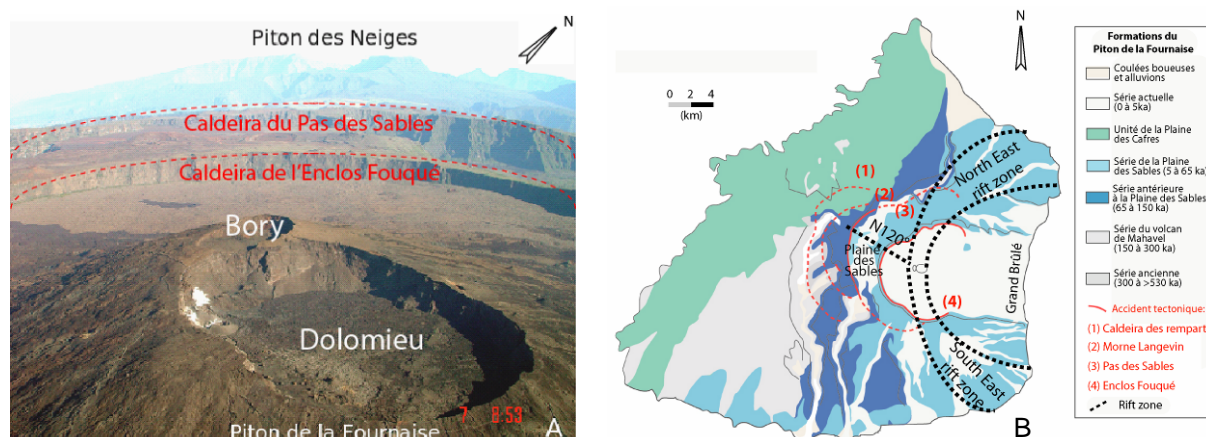 N
Piton des Neiges
Caldeira du Pas des Sables
Caldeira de l'Enclos Fouqué
Bory
Dolomieu
7 8:53
Piton de la Fournaise
A
N
0 2 4
(km)
(1)
(2)
(3)
North East
rift zone
N120°
Plaine
des
Sables
Grand Brûlé
(4)
South East
rift zone
B
Formations du
Piton de la Fournaise
Coulées boueuses
et alluvions
Série actuelle
(0 à 5ka)
Unité de la Plaine
des Cafres
Série de la Plaine
des Sables (5 à 65 ka)
Série antérieure
à la Plaine des Sables
(65 à 150 ka)
Série du volcan
de Mahavel
(150 à 300 ka)
Série ancienne
(300 à >530 ka)
Accident tectonique:
(1) Caldeira des rempart
(2) Morne Langevin
(3) Pas des Sables
(4) Enclos Fouqué
Rift zone